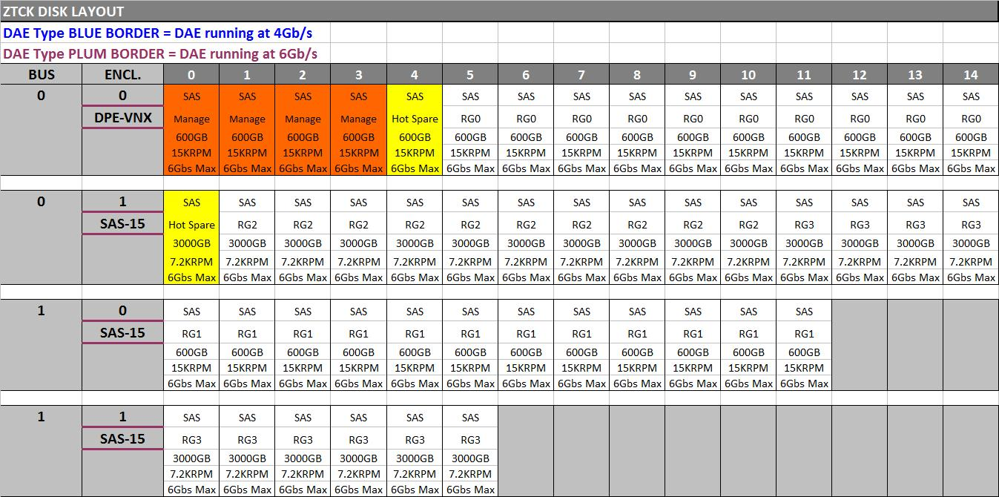 ZTCK DISK LAYOUT
DAE Type BLUE BORDER = DAE running at 4Gb/s
DAE Type PLUM BORDER = DAE running at 6Gb/s
BUS ENCL. 0 1 2 3 4 5 6 7 8 9 10 11 12 13 14
0 0 SAS SAS SAS SAS SAS SAS SAS SAS SAS SAS SAS SAS SAS SAS SAS
DPE-VNX Manage Manage Manage Manage Hot Spare RG0 RG0 RG0 RG0 RG0 RG0 RG0 RG0 RG0 RG0
600GB 600GB 600GB 600GB 600GB 600GB 600GB 600GB 600GB 600GB 600GB 600GB 600GB 600GB 600GB
15KRPM 15KRPM 15KRPM 15KRPM 15KRPM 15KRPM 15KRPM 15KRPM 15KRPM 15KRPM 15KRPM 15KRPM 15KRPM 15KRPM 15KRPM
6Gbs Max 6Gbs Max 6Gbs Max 6Gbs Max 6Gbs Max 6Gbs Max 6Gbs Max 6Gbs Max 6Gbs Max 6Gbs Max 6Gbs Max 6Gbs Max 6Gbs Max 6Gbs Max 6Gbs Max
0 1 SAS SAS SAS SAS SAS SAS SAS SAS SAS SAS SAS SAS SAS SAS SAS
SAS-15 Hot Spare RG2 RG2 RG2 RG2 RG2 RG2 RG2 RG2 RG2 RG2 RG3 RG3 RG3 RG3
3000GB 3000GB 3000GB 3000GB 3000GB 3000GB 3000GB 3000GB 3000GB 3000GB 3000GB 3000GB 3000GB 3000GB 3000GB
7.2KRPM 7.2KRPM 7.2KRPM 7.2KRPM 7.2KRPM 7.2KRPM 7.2KRPM 7.2KRPM 7.2KRPM 7.2KRPM 7.2KRPM 7.2KRPM 7.2KRPM 7.2KRPM 7.2KRPM
6Gbs Max 6Gbs Max 6Gbs Max 6Gbs Max 6Gbs Max 6Gbs Max 6Gbs Max 6Gbs Max 6Gbs Max 6Gbs Max 6Gbs Max 6Gbs Max 6Gbs Max 6Gbs Max 6Gbs Max
1 0 SAS SAS SAS SAS SAS SAS SAS SAS SAS SAS SAS SAS
SAS-15 RG1 RG1 RG1 RG1 RG1 RG1 RG1 RG1 RG1 RG1 RG1 RG1
600GB 600GB 600GB 600GB 600GB 600GB 600GB 600GB 600GB 600GB 600GB 600GB
15KRPM 15KRPM 15KRPM 15KRPM 15KRPM 15KRPM 15KRPM 15KRPM 15KRPM 15KRPM 15KRPM 15KRPM
6Gbs Max 6Gbs Max 6Gbs Max 6Gbs Max 6Gbs Max 6Gbs Max 6Gbs Max 6Gbs Max 6Gbs Max 6Gbs Max 6Gbs Max 6Gbs Max
1 1 SAS SAS SAS SAS SAS SAS
SAS-15 RG3 RG3 RG3 RG3 RG3 RG3
3000GB 3000GB 3000GB 3000GB 3000GB 3000GB
7.2KRPM 7.2KRPM 7.2KRPM 7.2KRPM 7.2KRPM 7.2KRPM
6Gbs Max 6Gbs Max 6Gbs Max 6Gbs Max 6Gbs Max 6Gbs Max